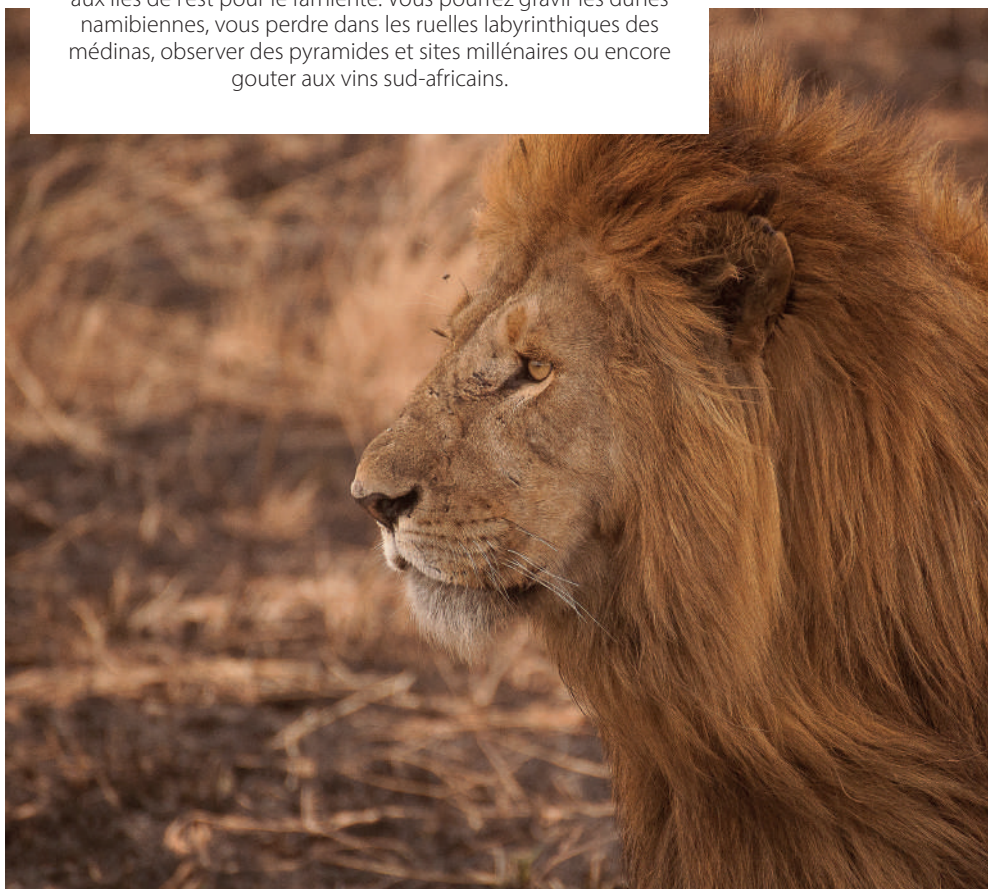 aux îles de l'est pour le farniente. Vous pourrez gravir les dunes
namibiennes, vous perdre dans les ruelles labyrinthiques des
médinas, observer des pyramides et sites millénaires ou encore
gouter aux vins sud-africains.